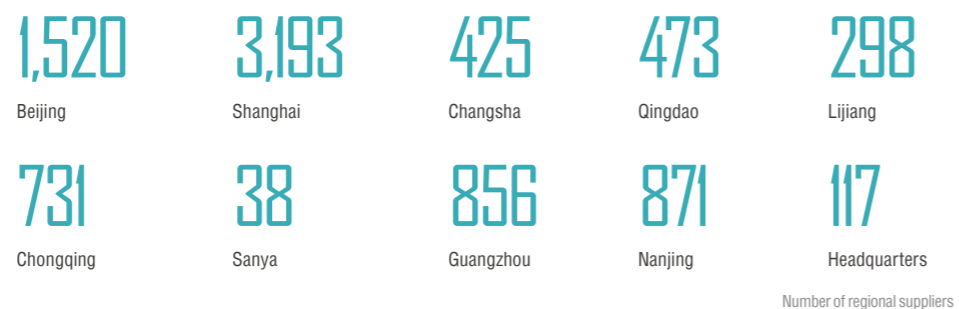 1,520 3,193 425 473 298
Beijing Shanghai Changsha Qingdao Lijiang
731 38 856 871 117
Chongqing Sanya Guangzhou Nanjing Headquarters
Number of regional suppliers